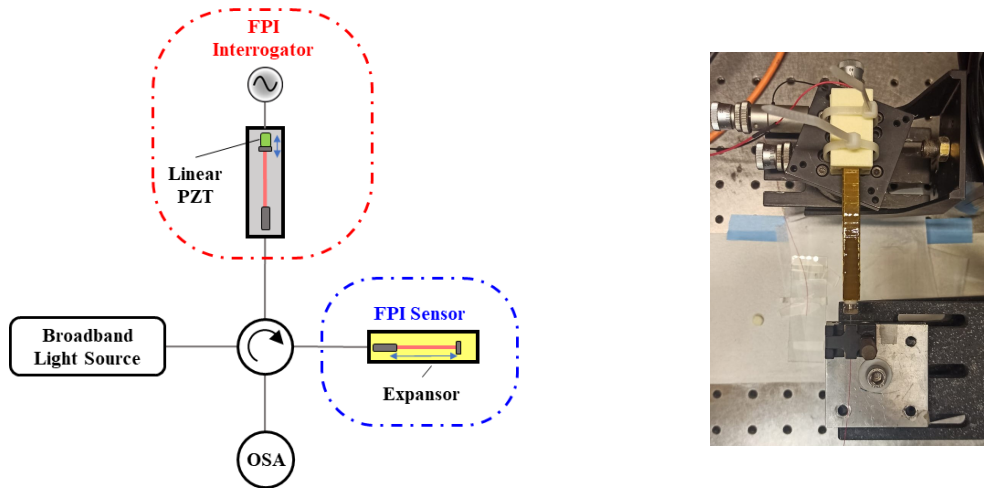 FPI
Interrogator
Linear
PZT
Broadband
Light Source
FPI Sensor
Expansor
OSA